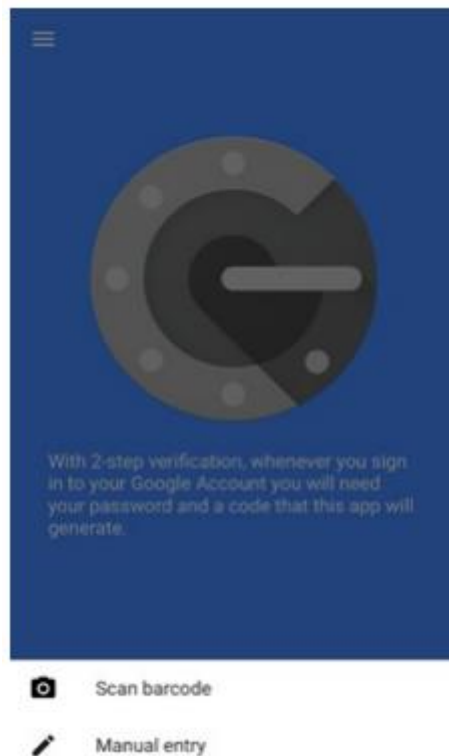 With 2-step verification, whenever you sign
in to your Google Account you will need
your password and a code that this app will
generate.
Scan barcode
Manual entry